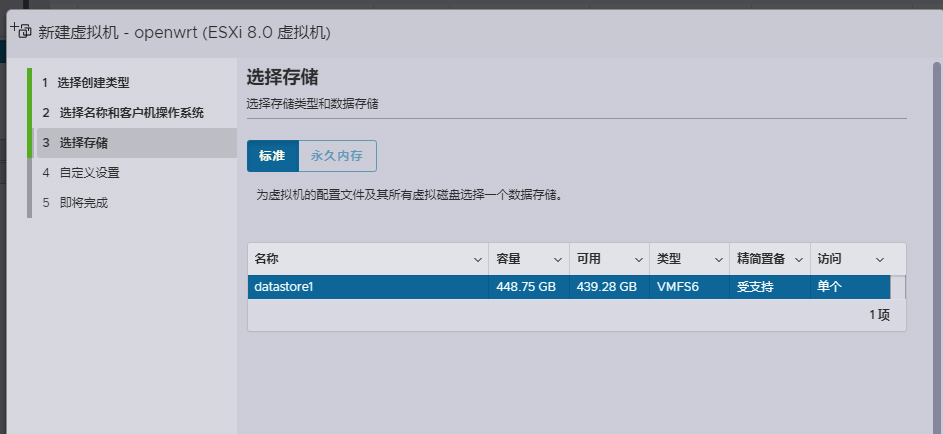 新建虚拟机 - openwrt (ESXi 8.0 虚拟机)
1 选择创建类型
2 选择名称和客户机操作系统
3 选择存储
4 自定义设置
5 即将完成
选择存储
选择存储类型和数据存储
标准 永久内存
为虚拟机的配置文件及其所有虚拟磁盘选择一个数据存储。
名称 容量 可用 类型 精简置备 访问
datastore1 448.75 GB 439.28 GB VMFS6 受支持 单个
1 项